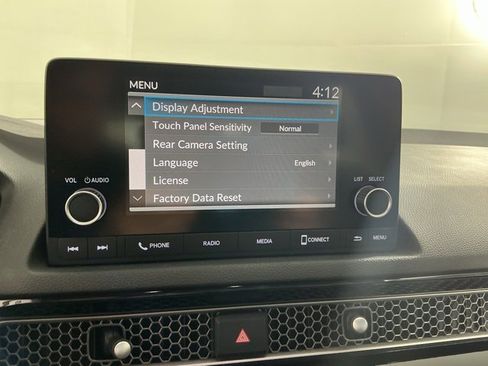 MENU 4:12
Display Adjustment
Touch Panel Sensitivity Normal
Rear Camera Setting
Language English
License
Factory Data Reset
VOL AUDIO LIST SELECT
PHONE RADIO MEDIA CONNECT MENU